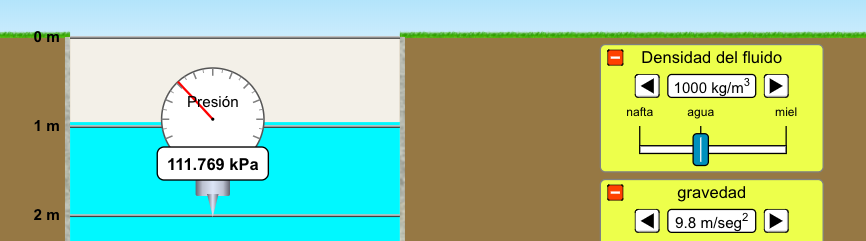 0 m
1 m
2 m
Presión
111.769 kPa
Densidad del fluido
1000 kg/m³
nafta agua miel
gravedad
9.8 m/seg²